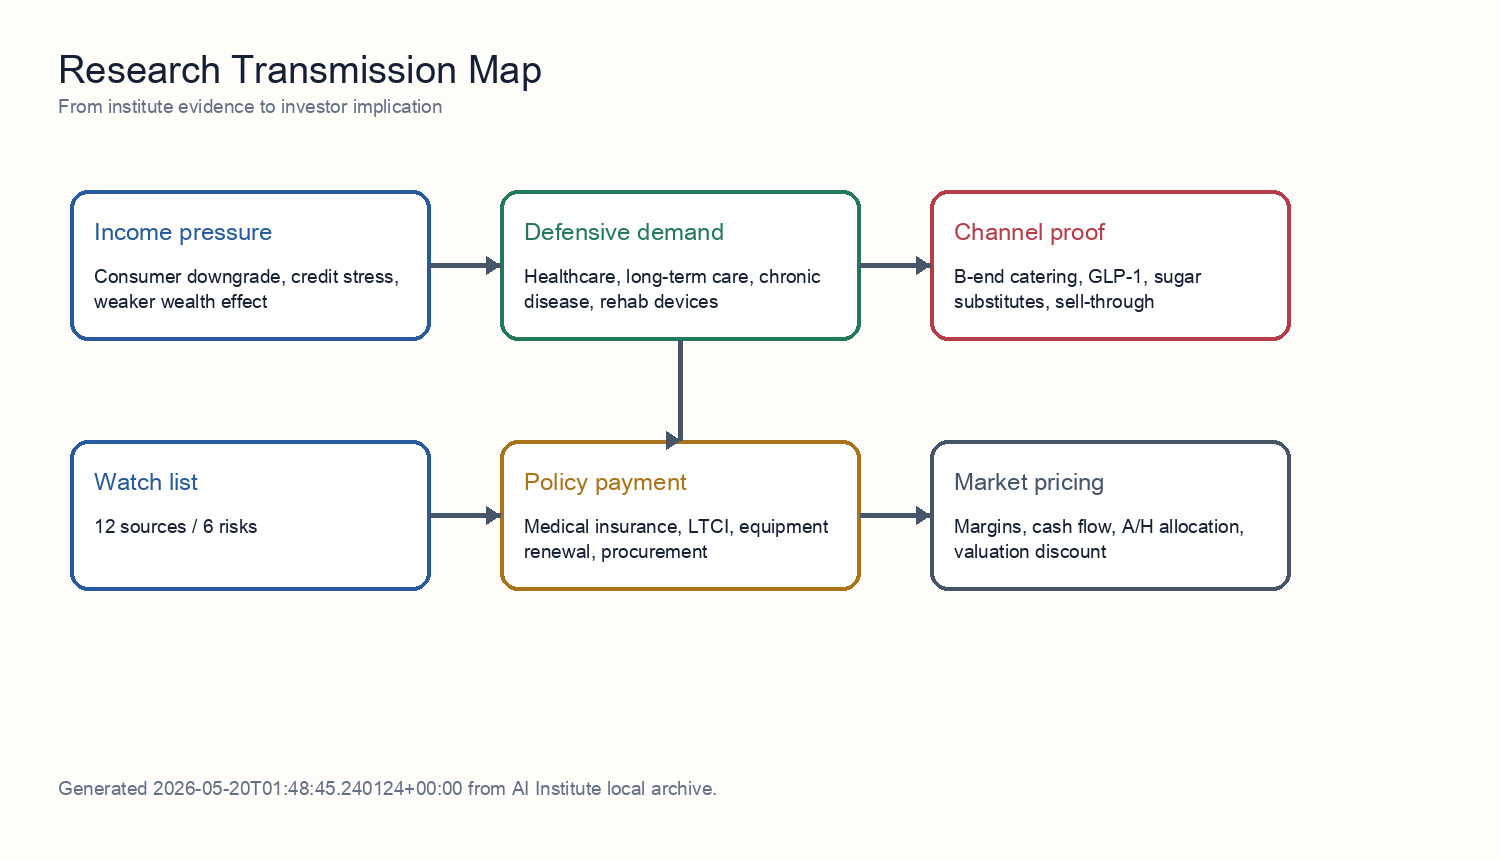 Research Transmission Map
From institute evidence to investor implication
Income pressure
Consumer downgrade, credit stress,
weaker wealth effect
Defensive demand
Healthcare, long-term care, chronic
disease, rehab devices
Channel proof
B-end catering, GLP-1, sugar
substitutes, sell-through
Watch list
12 sources / 6 risks
Policy payment
Medical insurance, LTCI, equipment
renewal, procurement
Market pricing
Margins, cash flow, A/H allocation,
valuation discount
Generated 2026-05-20T01:48:45.240124+00:00 from AI Institute local archive.